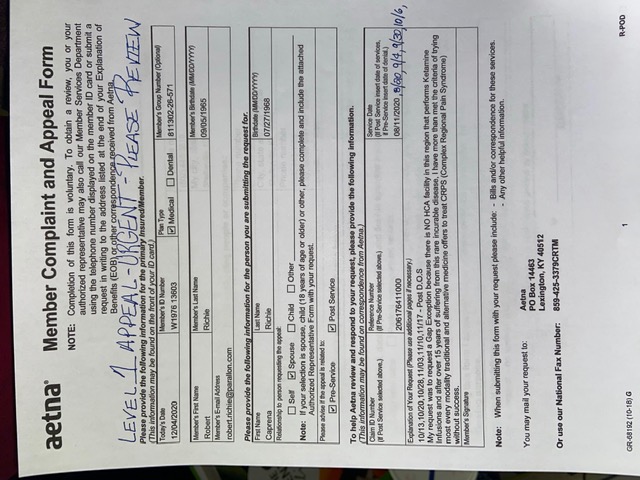 aetna® Member Complaint and Appeal Form
NOTE: Completion of this form is voluntary. To obtain a review, you or your
authorized representative may also call our Member Services Department
using the telephone number displayed on the member ID card or submit a
request in writing to the address listed at the end of your Explanation of
Benefits (EOB) or other correspondence received from Aetna.
LEVEL 1 APPEAL - URGENT - PLEASE REVIEW
Please provide the following information for the primary Insured/Member.
(This information may be found on the front of your ID card.)
Today's Date Member's ID Number Plan Type Member's Group Number (Optional)
12/04/2020 W1976 13603 ☑ Medical ☐ Dental 811302-26-571
Member's First Name Member's Last Name Member's Birthdate (MM/DD/YYYY)
Robert Richie 09/05/1965
Member's E-mail Address
robert.richie@parallon.com
Please provide the following information for the person you are submitting the request for.
First Name Last Name Birthdate (MM/DD/YYYY)
Caprena Richie 07/27/1968
Relationship to person requesting the appeal:
☐ Self ☑ Spouse ☐ Child ☐ Other
Note: If your selection is spouse, child (18 years of age or older) or other, please complete and include the attached
Authorized Representative Form with your request.
Please advise if the appeal is related to:
☑ Pre-Service ☑ Post Service
To help Aetna review and respond to your request, please provide the following information.
(This information may be found on correspondence from Aetna.)
Claim ID Number Reference Number Service Date
(If Post Service selected above.) (If Pre-Service selected above.) (If Post Service insert date of services,
if Pre-Service insert date of denial.)
206176411000 08/11/2020 ,8/20, 9/4, 9/30, 10/6,
Explanation of Your Request (Please use additional pages if necessary.)
10/13,10/20,10/28,11/03,11/10,11/17 - Post D.O.S
My request was to request a Gap Exception because there is NO HCA facility in this region that performs Ketamine
Infusions and after over 15 years of suffering from this rare incurable disease, I have more than met the criteria of trying
most every modality traditional and alternative medicine offers to treat CRPS (Complex Regional Pain Syndrome)
without success.
Member's Signature
Note: When submitting this form with your request please include: - Bills and/or correspondence for these services.
- Any other helpful information.
You may mail your request to: Aetna
PO Box 14463
Lexington, KY 40512
Or use our National Fax Number: 859-425-3379CRTM
GR-68192 (10-18) G 1 R-POD